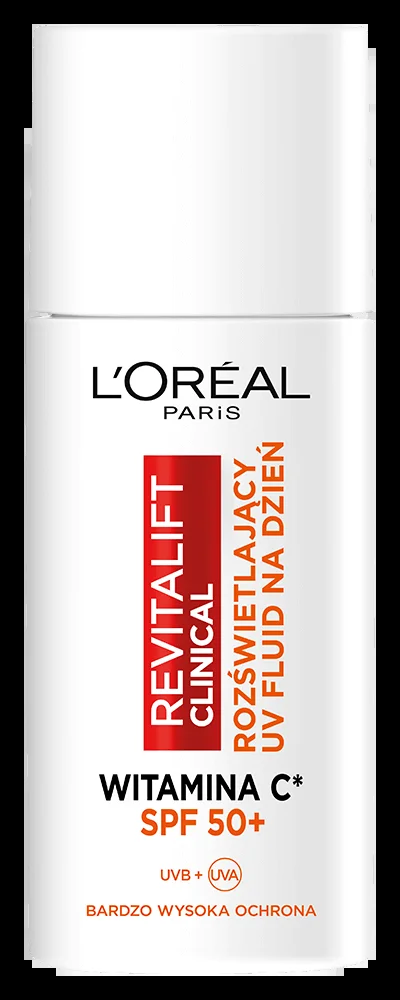 L'ORÉAL
PARiS
REVITALIFT
CLINICAL
ROZŚWIETLAJĄCY
UV FLUID NA DZIEŃ
WITAMINA C*
SPF 50+
UVB + UVA
BARDZO WYSOKA OCHRONA